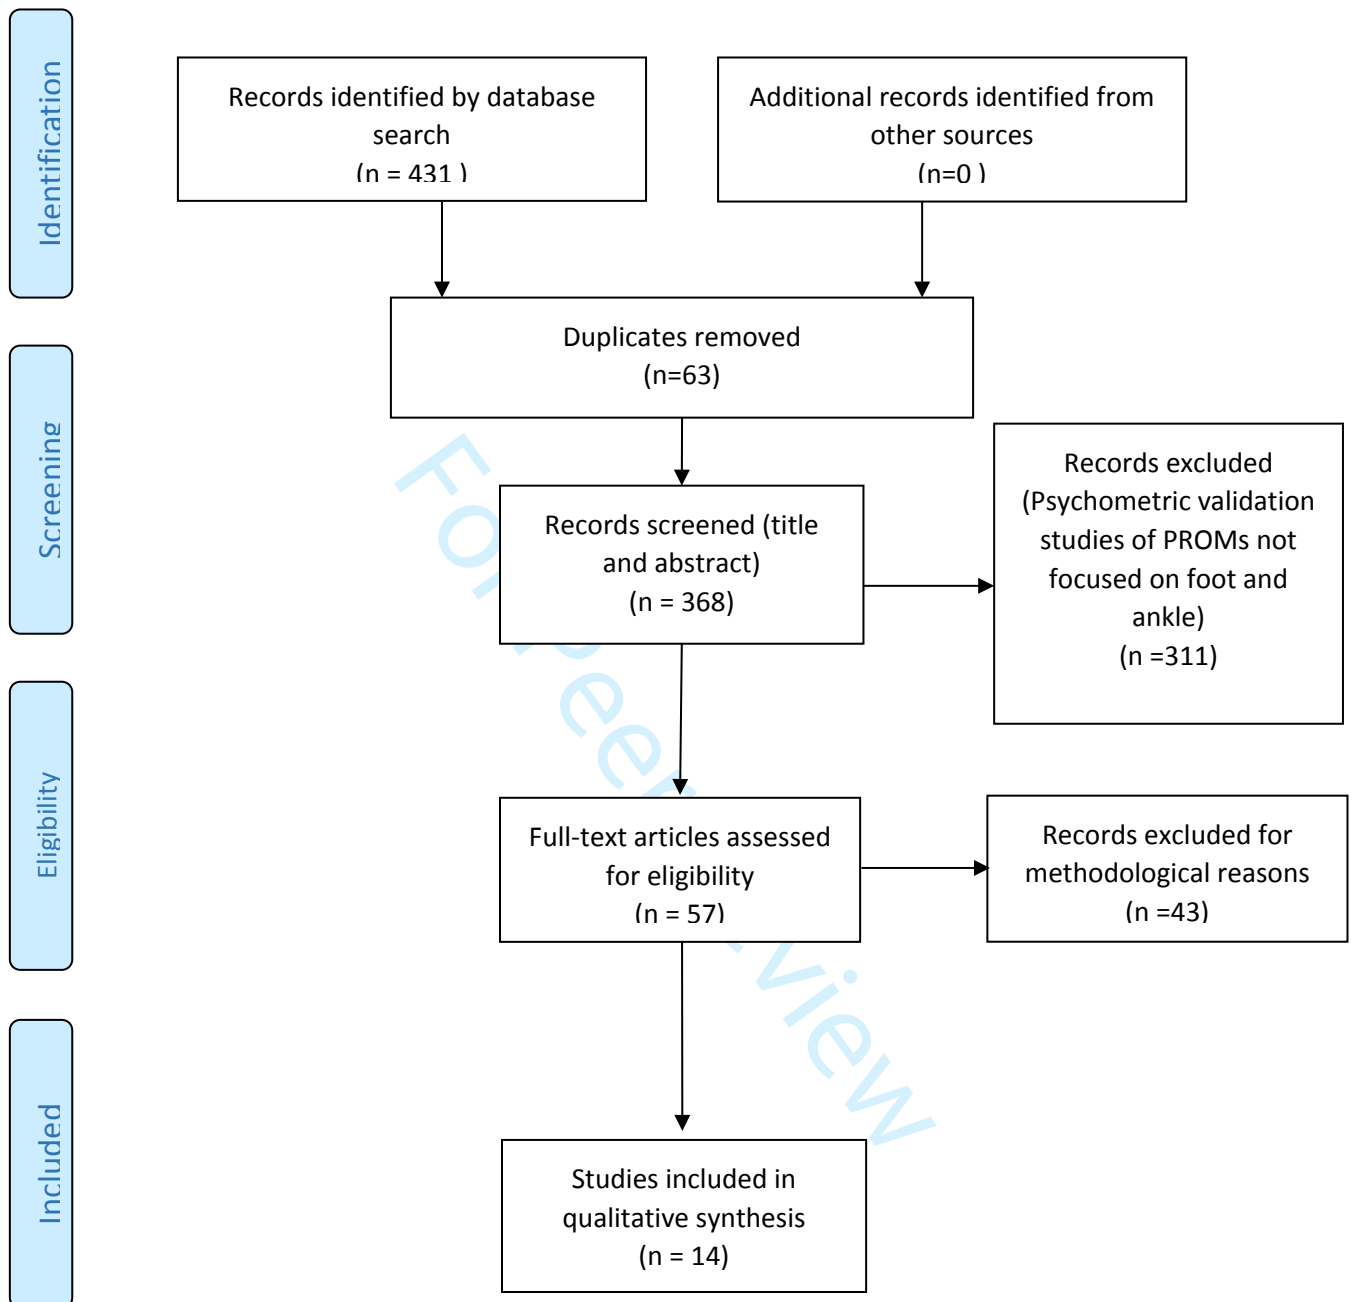 Identification
Records identified by database
search
(n = 431 )
Additional records identified from
other sources
(n=0 )
Duplicates removed
(n=63)
Screening
Records screened (title
and abstract)
(n = 368)
Records excluded
(Psychometric validation
studies of PROMs not
focused on foot and
ankle)
(n =311)
Eligibility
Full-text articles assessed
for eligibility
(n = 57)
Records excluded for
methodological reasons
(n =43)
Included
Studies included in
qualitative synthesis
(n = 14)
For Peer Review